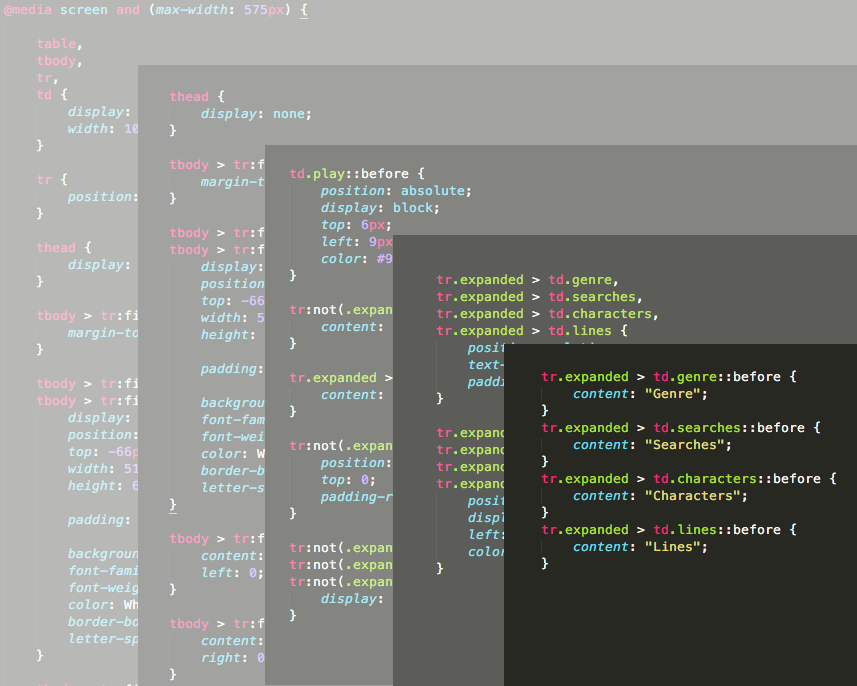 @media screen and (max-width: 575px) {
table,
tbody,
tr,
td {
display:
width: 10
}
tr {
position:
}
thead {
display:
}
tbody > tr:fi
margin-to
}
tbody > tr:fi
tbody > tr:fi
display:
position:
top: -66p
width: 51
height: 6
padding:
backgroun
font-fami
font-weig
color: Wh
border-bo
letter-sp
}
thead {
display: none;
}
tbody > tr:f
margin-t
}
tbody > tr:f
tbody > tr:f
display:
position
top: -66
width: 5
height:
padding:
backgrou
font-fam
font-wei
color: W
border-b
letter-s
}
tbody > tr:f
content:
left: 0;
}
tbody > tr:f
content:
right: 0
}
td.play::before {
position: absolute;
display: block;
top: 6px;
left: 9px
color: #9
}
tr:not(.expan
content:
}
tr.expanded >
content:
}
tr:not(.expan
position:
top: 0;
padding-r
}
tr:not(.expan
tr:not(.expan
tr:not(.expan
display:
}
tr.expanded > td.genre,
tr.expanded > td.searches,
tr.expanded > td.characters,
tr.expanded > td.lines {
posit
text-
paddi
}
tr.expand
tr.expand
tr.expand
tr.expand
posit
displ
left:
color
}
tr.expanded > td.genre::before {
content: "Genre";
}
tr.expanded > td.searches::before {
content: "Searches";
}
tr.expanded > td.characters::before {
content: "Characters";
}
tr.expanded > td.lines::before {
content: "Lines";
}